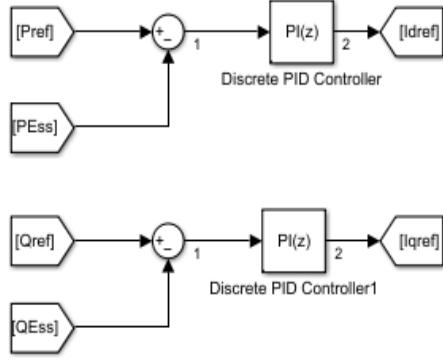 [Pref]
+
−
1
PI(z)
2
[Idref]
Discrete PID Controller
[PEss]
[Qref]
+
−
1
PI(z)
2
[Iqref]
Discrete PID Controller1
[QEss]